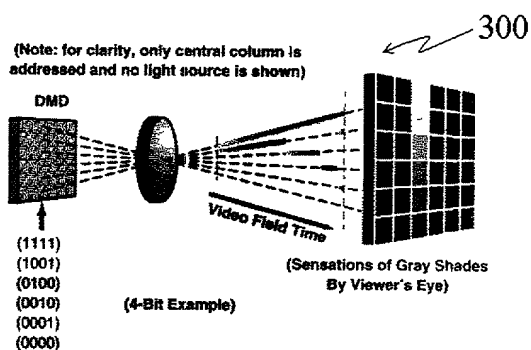 300
(Note: for clarity, only central column is
addressed and no light source is shown)
DMD
Video Field Time
(1111)
(1001)
(0100)
(0010)
(0001)
(0000)
(4-Bit Example)
(Sensations of Gray Shades
By Viewer's Eye)